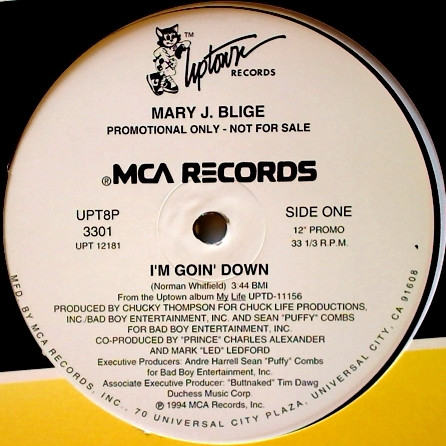 Uptown ™
RECORDS
MARY J. BLIGE
PROMOTIONAL ONLY - NOT FOR SALE
®MCA RECORDS
UPT8P
3301
UPT 12181
SIDE ONE
12" PROMO
33 1/3 R.P.M.
I'M GOIN' DOWN
(Norman Whitfield) 3:44 BMI
From the Uptown album My Life UPTD-11156
PRODUCED BY CHUCKY THOMPSON FOR CHUCK LIFE PRODUCTIONS,
INC./BAD BOY ENTERTAINMENT, INC. AND SEAN "PUFFY" COMBS
FOR BAD BOY ENTERTAINMENT, INC.
CO-PRODUCED BY "PRINCE" CHARLES ALEXANDER
AND MARK "LED" LEDFORD
Executive Producers: Andre Harrell Sean "Puffy" Combs
for Bad Boy Entertainment, Inc.
Associate Executive Producer: "Buttnaked" Tim Dawg
Duchess Music Corp.
℗ 1994 MCA Records, Inc.
MFD. BY MCA RECORDS, INC., 70 UNIVERSAL CITY PLAZA, UNIVERSAL CITY, CA 91608